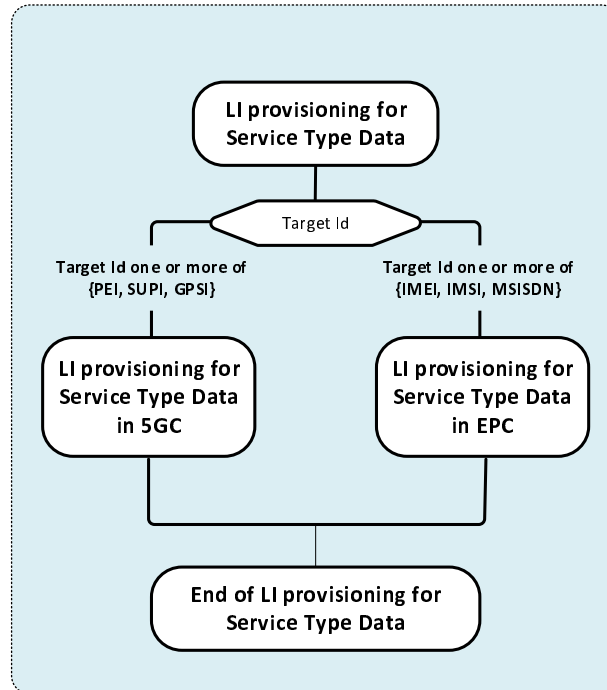 LI provisioning for
Service Type Data
Target Id
Target Id one or more of
{PEI, SUPI, GPSI}
Target Id one or more of
{IMEI, IMSI, MSISDN}
LI provisioning for
Service Type Data
in 5GC
LI provisioning for
Service Type Data
in EPC
End of LI provisioning for
Service Type Data